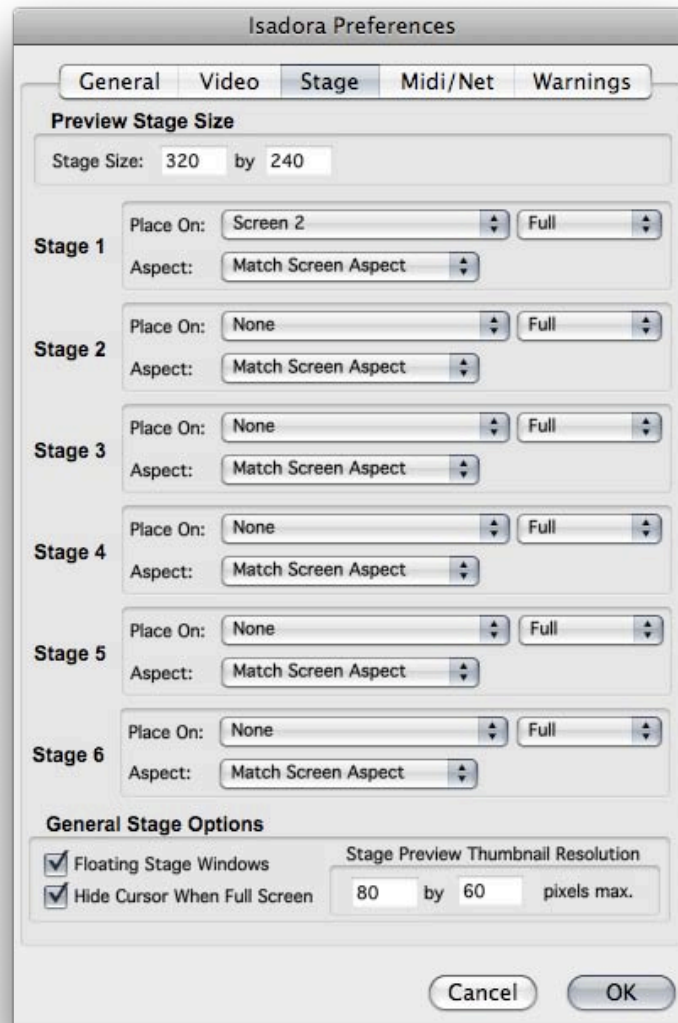 Isadora Preferences
General Video Stage Midi/Net Warnings
Preview Stage Size
Stage Size: 320 by 240
Stage 1
Place On: Screen 2 Full
Aspect: Match Screen Aspect
Stage 2
Place On: None Full
Aspect: Match Screen Aspect
Stage 3
Place On: None Full
Aspect: Match Screen Aspect
Stage 4
Place On: None Full
Aspect: Match Screen Aspect
Stage 5
Place On: None Full
Aspect: Match Screen Aspect
Stage 6
Place On: None Full
Aspect: Match Screen Aspect
General Stage Options
Floating Stage Windows
Hide Cursor When Full Screen
Stage Preview Thumbnail Resolution
80 by 60 pixels max.
Cancel OK